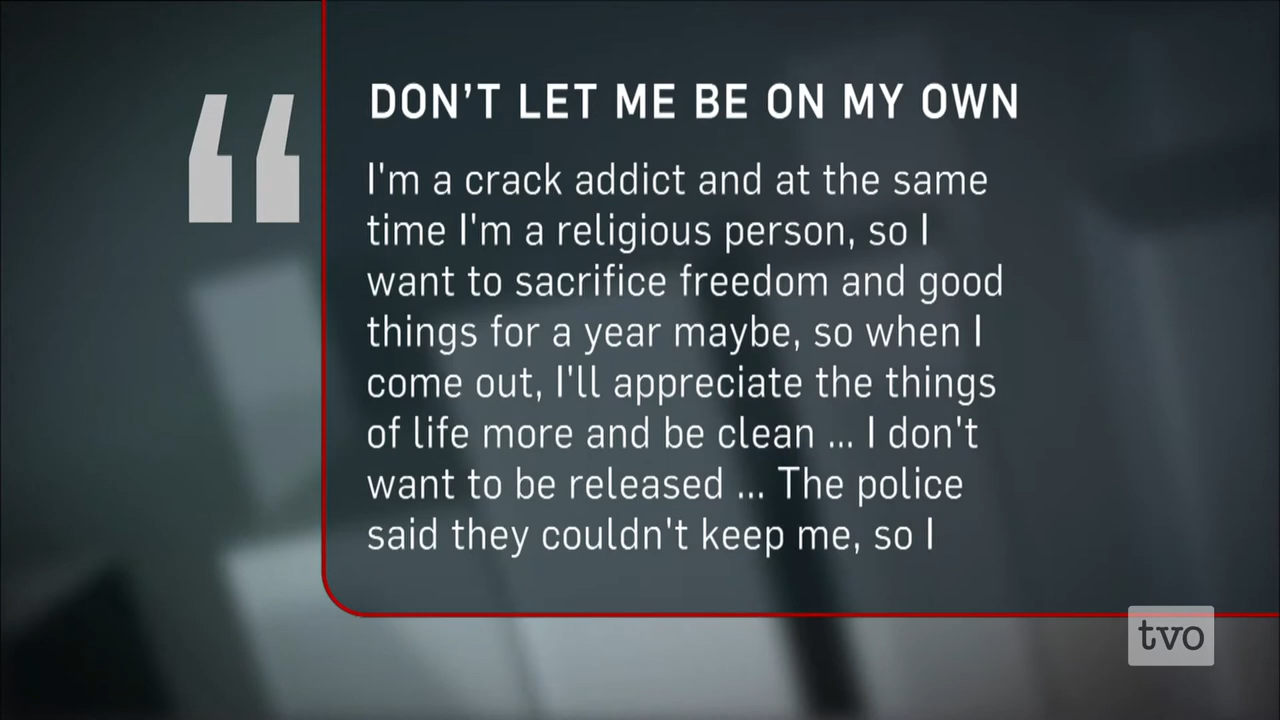 “
DON'T LET ME BE ON MY OWN
I'm a crack addict and at the same
time I'm a religious person, so I
want to sacrifice freedom and good
things for a year maybe, so when I
come out, I'll appreciate the things
of life more and be clean ... I don't
want to be released ... The police
said they couldn't keep me, so I
tvo